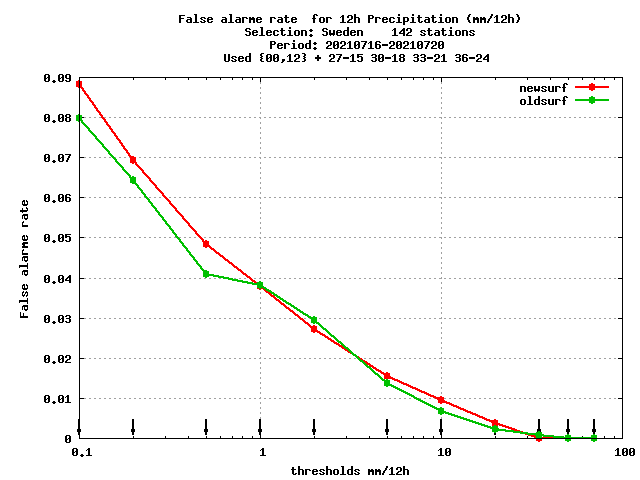 False alarme rate  for 12h Precipitation (mm/12h)
Selection: Sweden    142 stations
Period: 20210716-20210720
Used {00,12} + 27-15 30-18 33-21 36-24
newsurf
oldsurf
0.09
0.08
0.07
0.06
0.05
0.04
0.03
0.02
0.01
0
False alarme rate
0.1
1
10
100
thresholds mm/12h